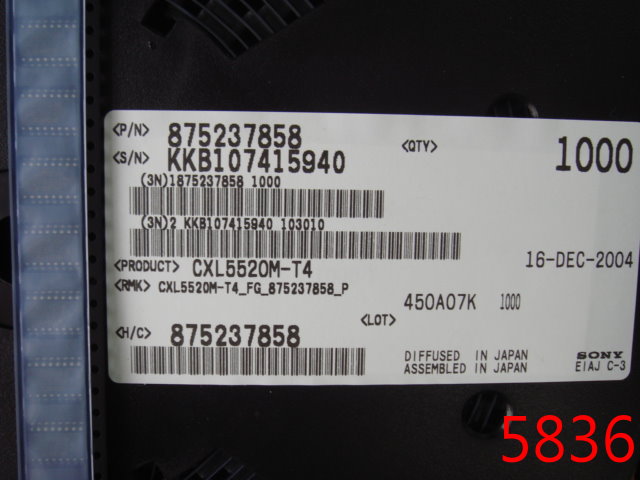 <P/N> 875237858 <QTY> 1000
<S/N> KKB107415940
(3N)1875237858 1000
(3N)2 KKB107415940 103010
<PRODUCT> CXL5520M-T4 16-DEC-2004
<RMK> CXL5520M-T4_FG_875237858_P
<LOT> 450A07K 1000
<H/C> 875237858
DIFFUSED IN JAPAN SONY
ASSEMBLED IN JAPAN EIAJ C-3
5836